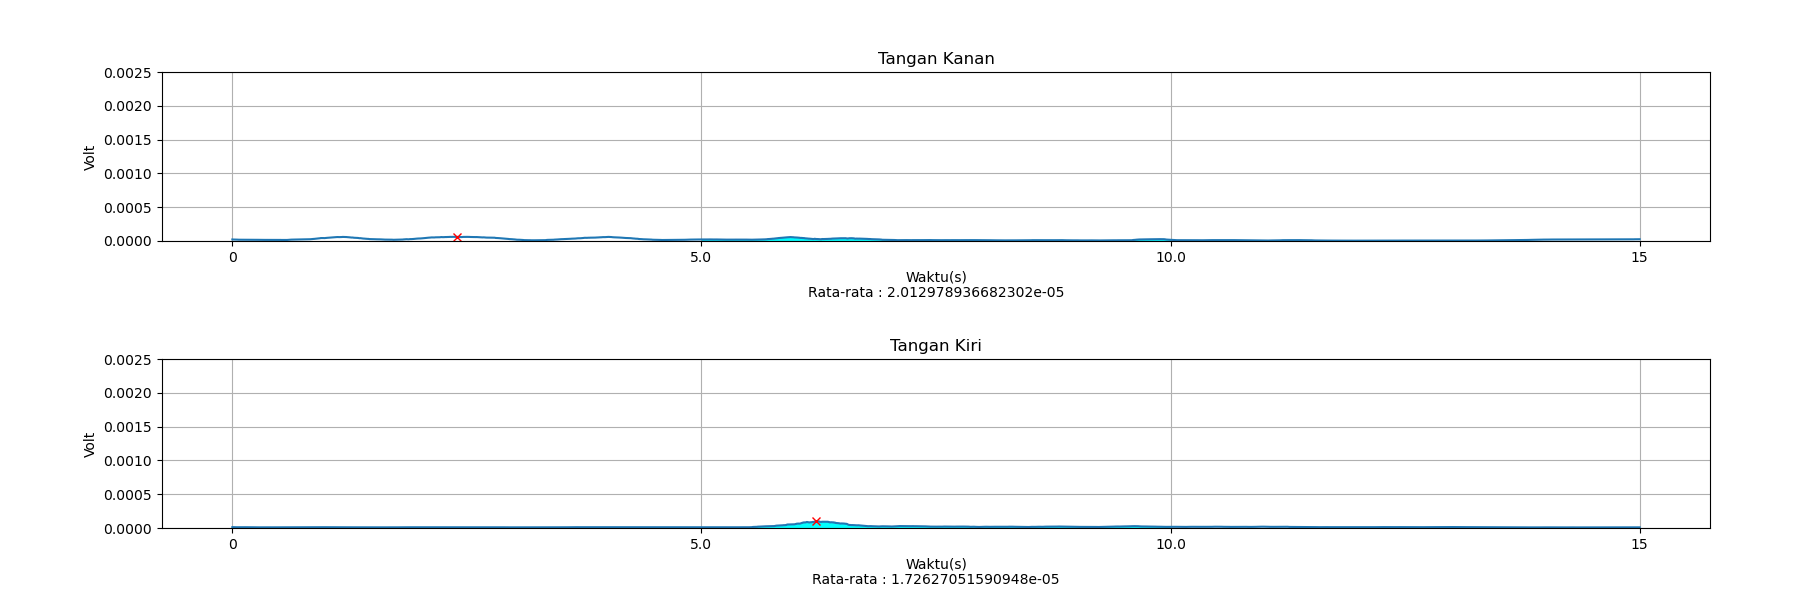 Tangan Kanan
0.0025
0.0020
0.0015
0.0010
0.0005
0.0000
Volt
0 5.0 10.0 15
Waktu(s)
Rata-rata : 2.012978936682302e-05
Tangan Kiri
0.0025
0.0020
0.0015
0.0010
0.0005
0.0000
Volt
0 5.0 10.0 15
Waktu(s)
Rata-rata : 1.72627051590948e-05